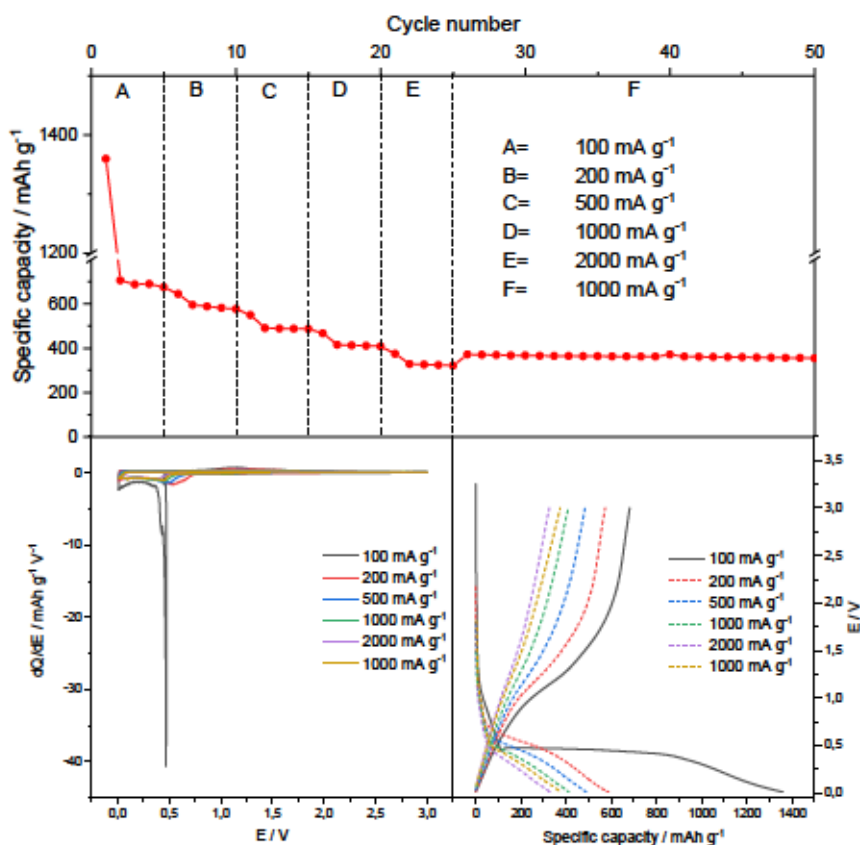 Cycle number
0 10 20 30 40 50
A B C D E F
Specific capacity / mAh g⁻¹
1400
1200
600
400
200
0
A= 100 mA g⁻¹
B= 200 mA g⁻¹
C= 500 mA g⁻¹
D= 1000 mA g⁻¹
E= 2000 mA g⁻¹
F= 1000 mA g⁻¹
dQ/dE / mAh g⁻¹ V⁻¹
0
-10
-20
-30
-40
100 mA g⁻¹
200 mA g⁻¹
500 mA g⁻¹
1000 mA g⁻¹
2000 mA g⁻¹
1000 mA g⁻¹
0,0 0,5 1,0 1,5 2,0 2,5 3,0
E / V
100 mA g⁻¹
200 mA g⁻¹
500 mA g⁻¹
1000 mA g⁻¹
2000 mA g⁻¹
1000 mA g⁻¹
3,5
3,0
2,5
2,0
1,5
1,0
0,5
0,0
E / V
0 200 400 600 800 1000 1200 1400
Specific capacity / mAh g⁻¹